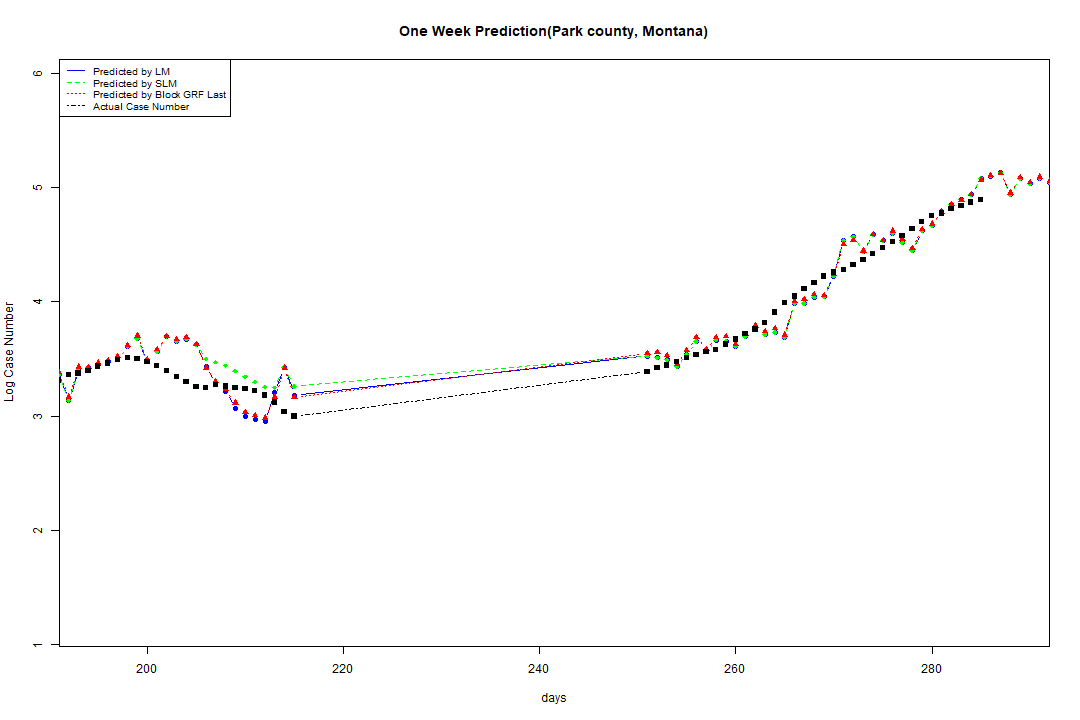 One Week Prediction(Park county, Montana)
Predicted by LM
Predicted by SLM
Predicted by Block GRF Last
Actual Case Number
Log Case Number
6
5
4
3
2
1
200 220 240 260 280
days